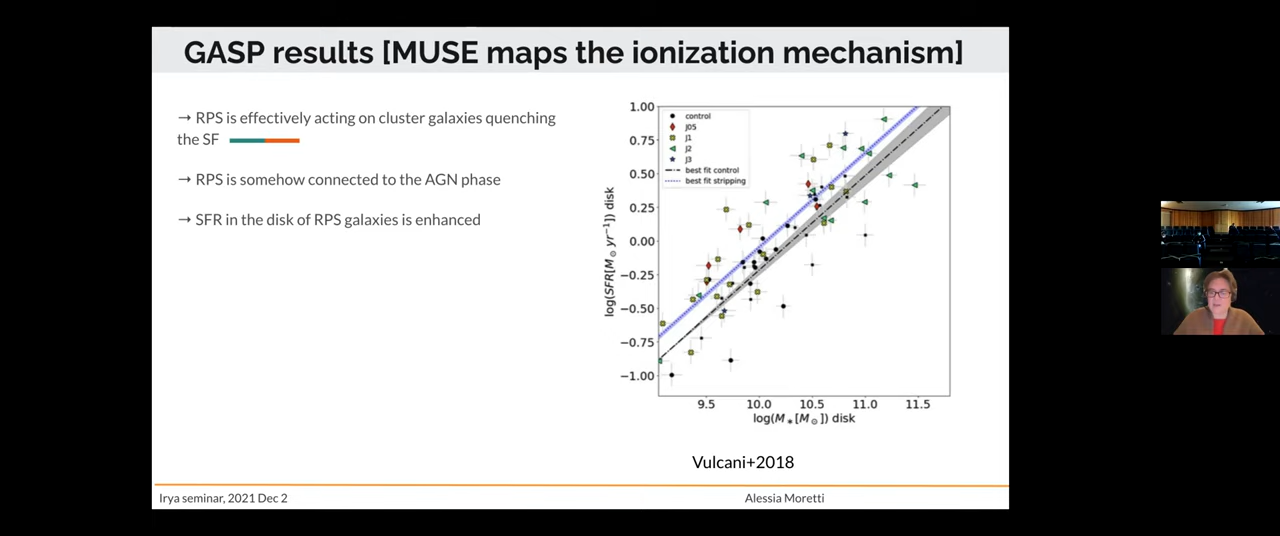 GASP results [MUSE maps the ionization mechanism]
→ RPS is effectively acting on cluster galaxies quenching
the SF
→ RPS is somehow connected to the AGN phase
→ SFR in the disk of RPS galaxies is enhanced
control
J05
J1
J2
J3
best fit control
best fit stripping
1.00
0.75
0.50
0.25
0.00
−0.25
−0.50
−0.75
−1.00
log(SFR[M⊙ yr⁻¹]) disk
9.5 10.0 10.5 11.0 11.5
log(M*[M⊙]) disk
Vulcani+2018
Irya seminar, 2021 Dec 2
Alessia Moretti